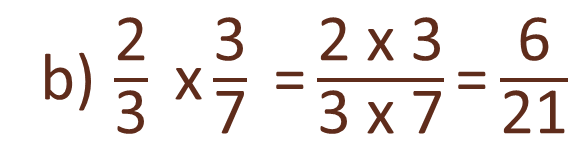 b) 2/3 x 3/7 = 2 x 3/3 x 7 = 6/21